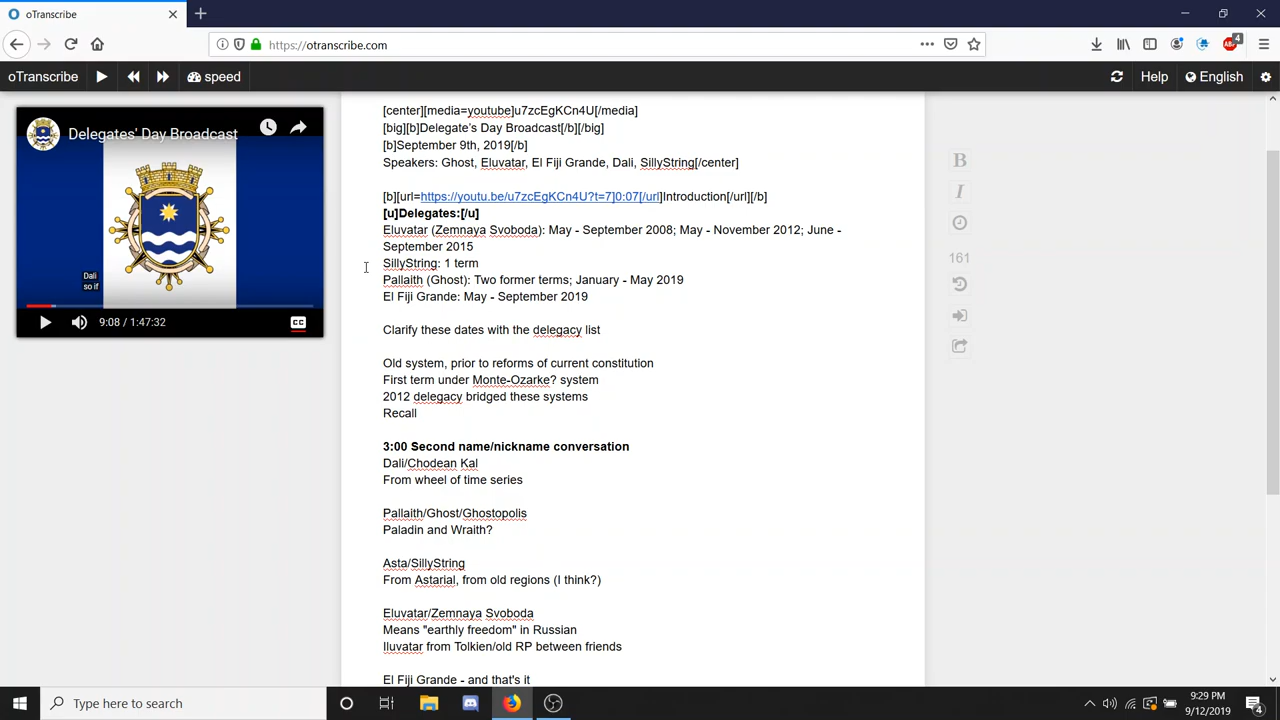 oTranscribe
https://otranscribe.com
4
oTranscribe
speed
Help
English
Delegates' Day Broadcast
Dali
so if
9:08 / 1:47:32
CC
[center][media=youtube]u7zcEgKCn4U[/media]
[big][b]Delegate's Day Broadcast[/b][/big]
[b]September 9th, 2019[/b]
Speakers: Ghost, Eluvatar, El Fiji Grande, Dali, SillyString[/center]
[b][url=https://youtu.be/u7zcEgKCn4U?t=7]0:07[/url]Introduction[/url][/b]
[u]Delegates:[/u]
Eluvatar (Zemnaya Svoboda): May - September 2008; May - November 2012; June -
September 2015
SillyString: 1 term
Pallaith (Ghost): Two former terms; January - May 2019
El Fiji Grande: May - September 2019
Clarify these dates with the delegacy list
Old system, prior to reforms of current constitution
First term under Monte-Ozarke? system
2012 delegacy bridged these systems
Recall
3:00 Second name/nickname conversation
Dali/Chodean Kal
From wheel of time series
Pallaith/Ghost/Ghostopolis
Paladin and Wraith?
Asta/SillyString
From Astarial, from old regions (I think?)
Eluvatar/Zemnaya Svoboda
Means "earthly freedom" in Russian
Iluvatar from Tolkien/old RP between friends
El Fiji Grande - and that's it
B
I
161
Type here to search
9:29 PM
9/12/2019
4